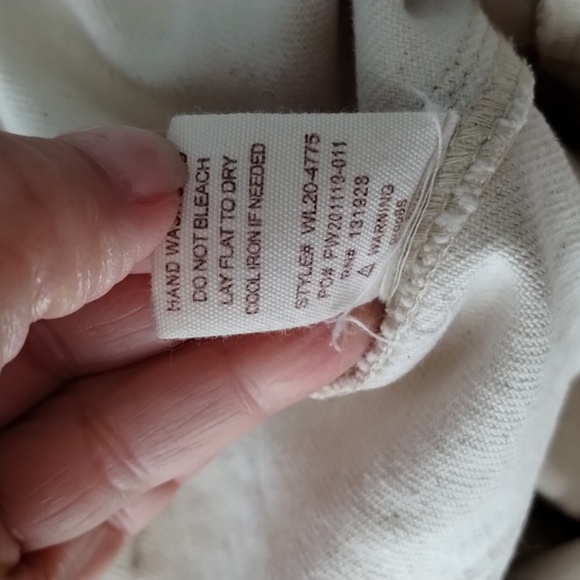 HAND WASH
DO NOT BLEACH
LAY FLAT TO DRY
COOL IRON IF NEEDED
STYLE# WL20-4775
PO# PW201113-011
RN# 131928
⚠ WARNING